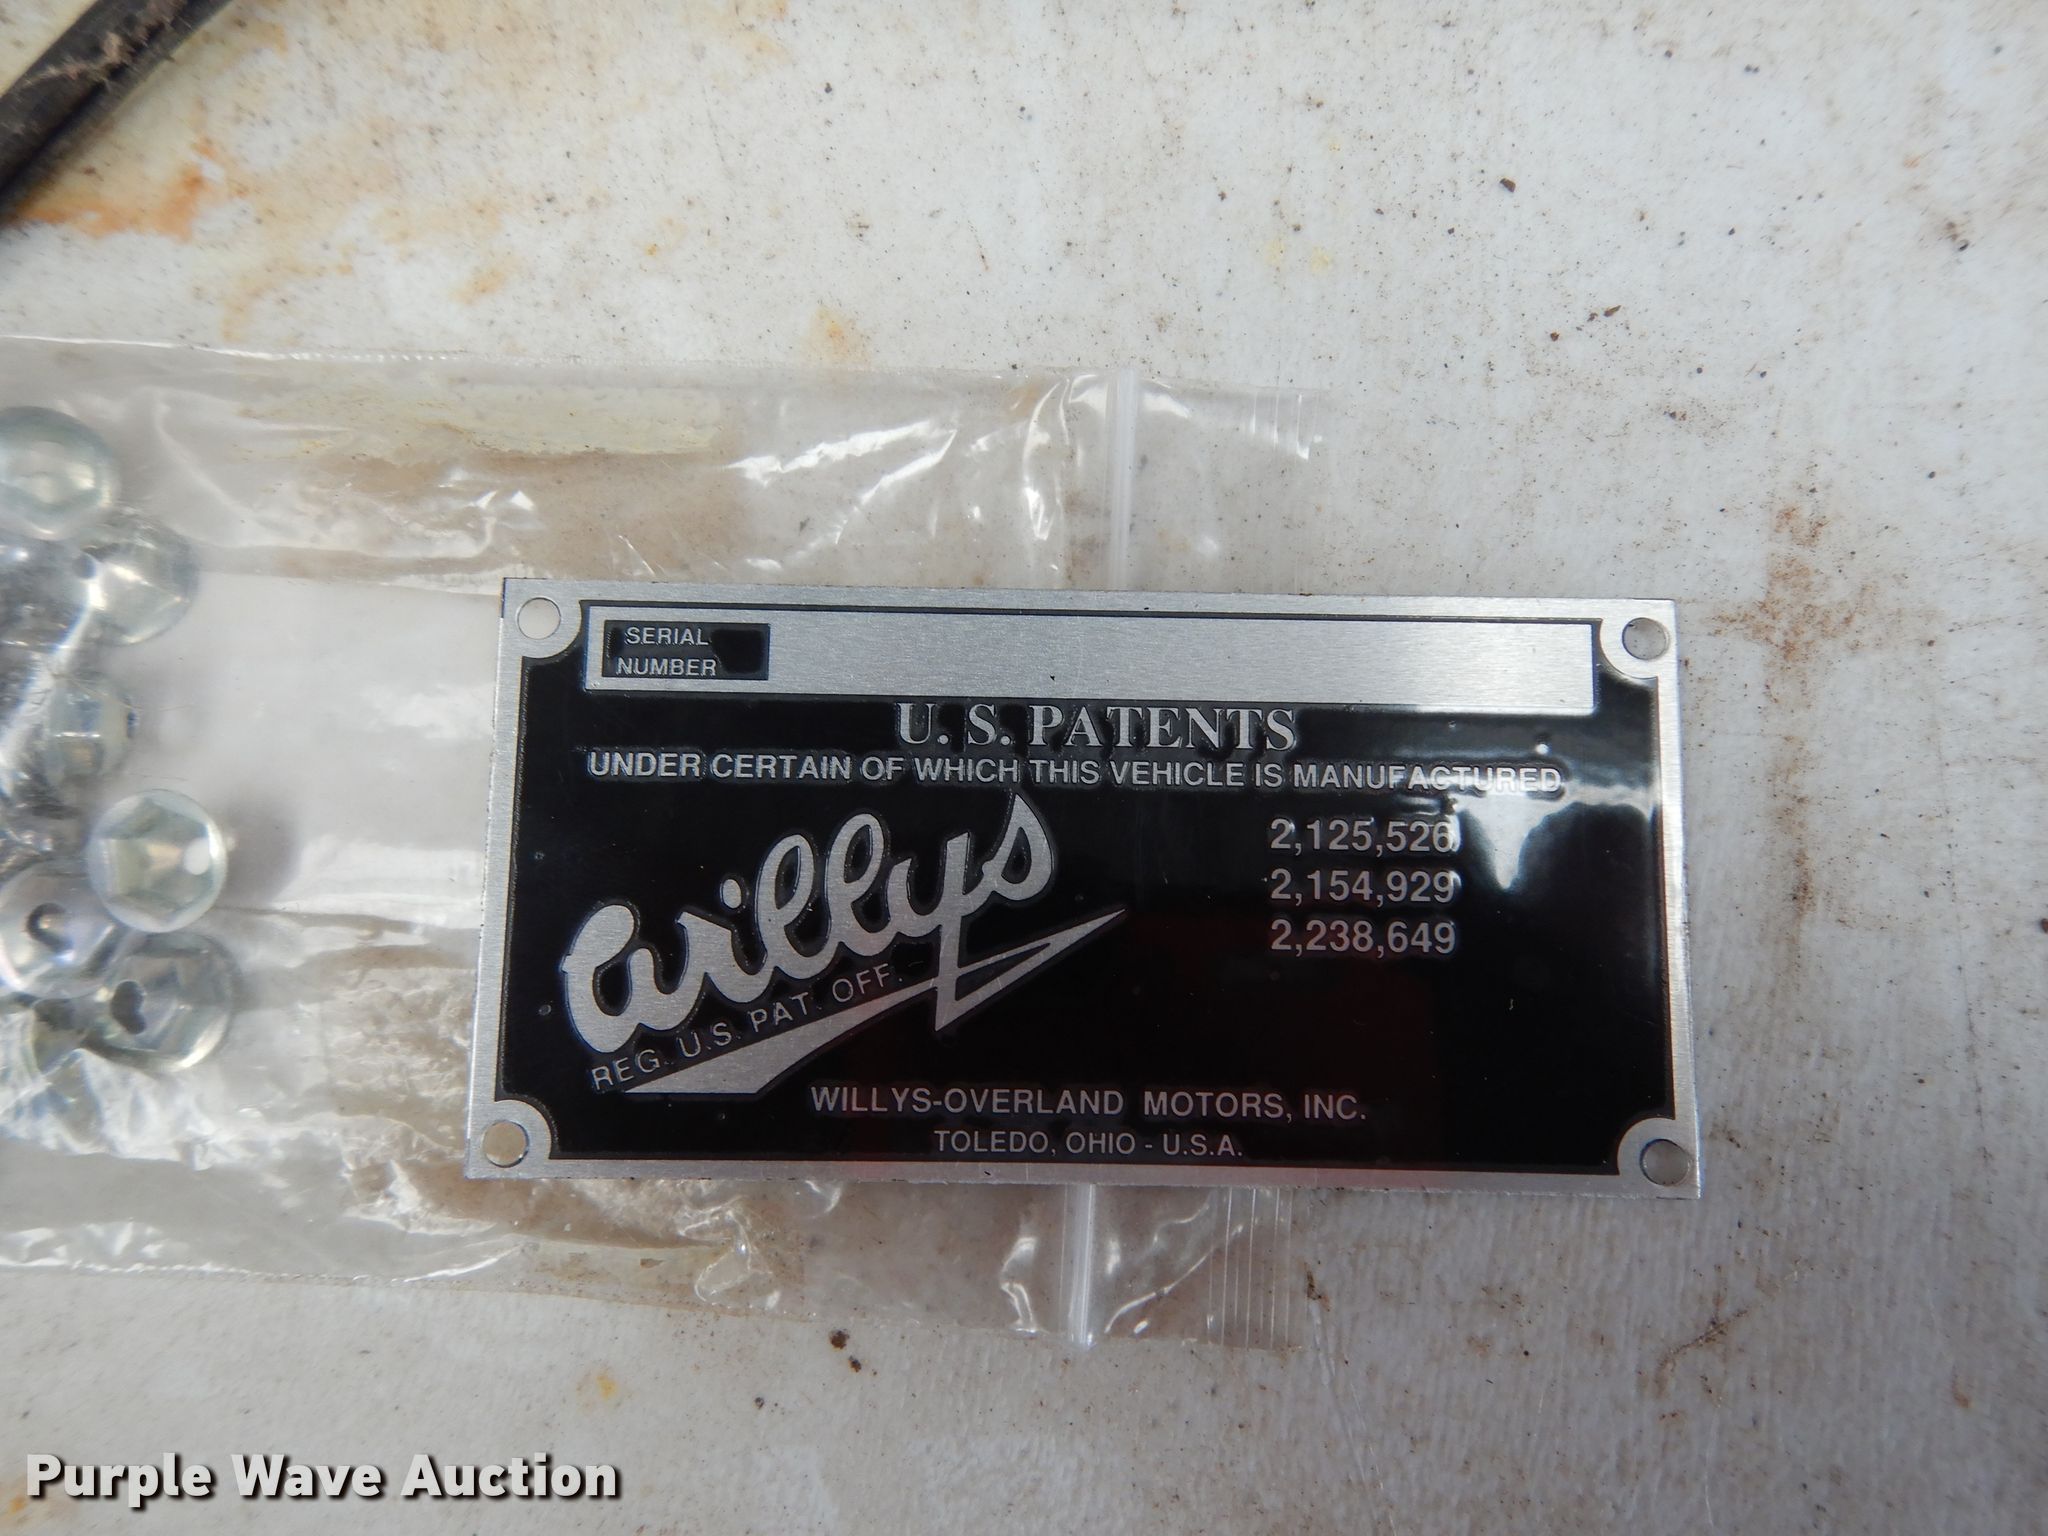 SERIAL
NUMBER
U. S. PATENTS
UNDER CERTAIN OF WHICH THIS VEHICLE IS MANUFACTURED
2,125,526
2,154,929
2,238,649
Willys
REG. U.S. PAT. OFF.
WILLYS-OVERLAND MOTORS, INC.
TOLEDO, OHIO - U.S.A.
Purple Wave Auction